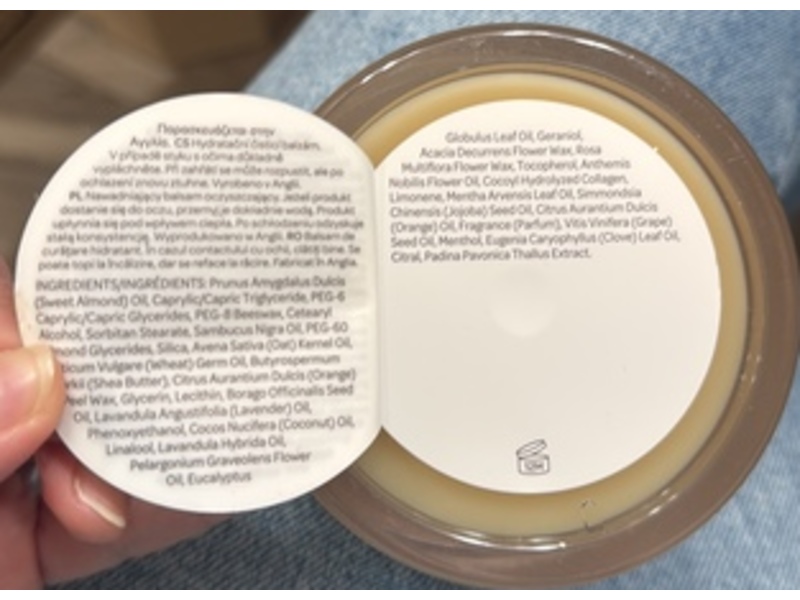 Παρασκευάζεται στην
Αγγλία. CS Hydratační čisticí balzám.
V případě styku s očima důkladně
vypláchněte. Při zahřátí se může rozpustit, ale po
ochlazení znovu ztuhne. Vyrobeno v Anglii.
PL Nawadniający balsam oczyszczający. Jeżeli produkt
dostanie się do oczu, przemyj je dokładnie wodą. Produkt
upłynnia się pod wpływem ciepła. Po schłodzeniu odzyskuje
stałą konsystencję. Wyprodukowano w Anglii. RO Balsam de
curățare hidratant. În cazul contactului cu ochii, clătiți bine. Se
poate topi la încălzire, dar se reface la răcire. Fabricat în Anglia.
INGREDIENTS/INGRÉDIENTS: Prunus Amygdalus Dulcis
(Sweet Almond) Oil, Caprylic/Capric Triglyceride, PEG-6
Caprylic/Capric Glycerides, PEG-8 Beeswax, Cetearyl
Alcohol, Sorbitan Stearate, Sambucus Nigra Oil, PEG-60
mond Glycerides, Silica, Avena Sativa (Oat) Kernel Oil,
ticum Vulgare (Wheat) Germ Oil, Butyrospermum
rkii (Shea Butter), Citrus Aurantium Dulcis (Orange)
Peel Wax, Glycerin, Lecithin, Borago Officinalis Seed
Oil, Lavandula Angustifolia (Lavender) Oil,
Phenoxyethanol, Cocos Nucifera (Coconut) Oil,
Linalool, Lavandula Hybrida Oil,
Pelargonium Graveolens Flower
Oil, Eucalyptus
Globulus Leaf Oil, Geraniol,
Acacia Decurrens Flower Wax, Rosa
Multiflora Flower Wax, Tocopherol, Anthemis
Nobilis Flower Oil, Cocoyl Hydrolyzed Collagen,
Limonene, Mentha Arvensis Leaf Oil, Simmondsia
Chinensis (Jojoba) Seed Oil, Citrus Aurantium Dulcis
(Orange) Oil, Fragrance (Parfum), Vitis Vinifera (Grape)
Seed Oil, Menthol, Eugenia Caryophyllus (Clove) Leaf Oil,
Citral, Padina Pavonica Thallus Extract.
12M